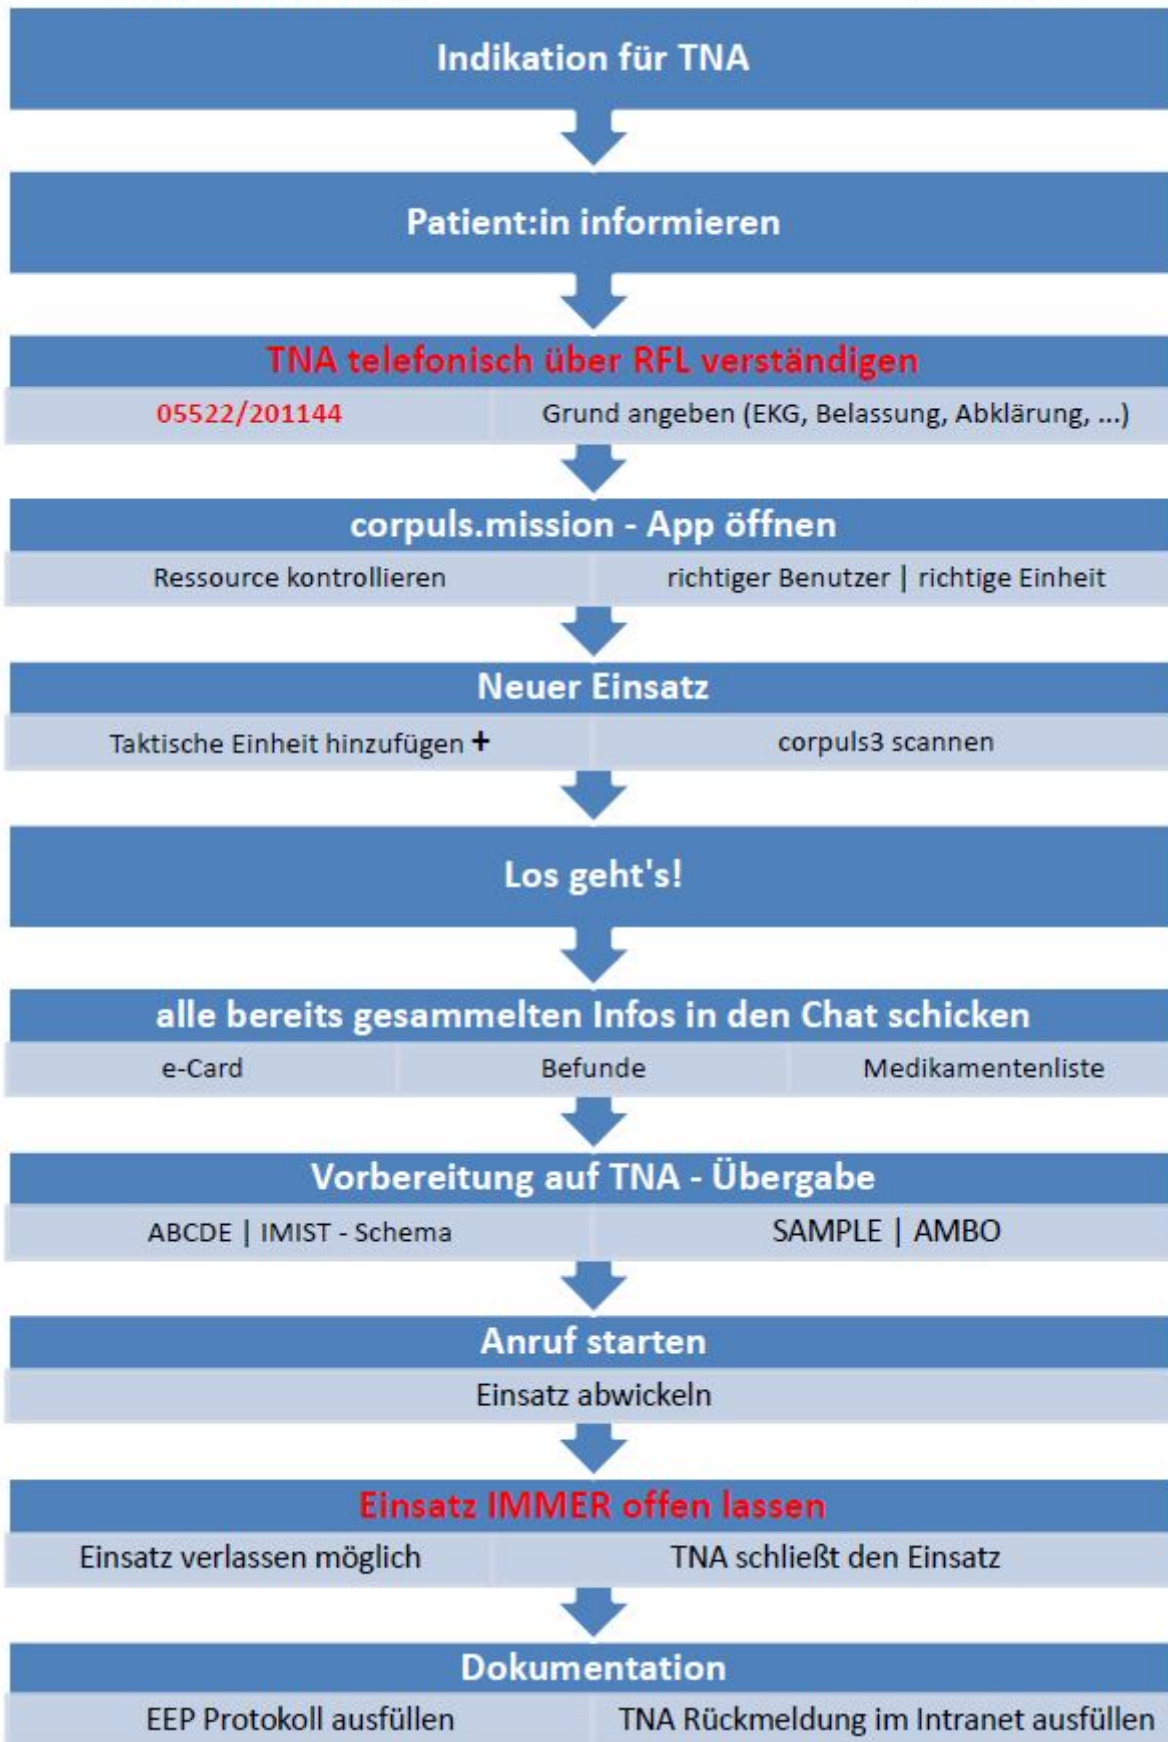 Indikation für TNA
Patient:in informieren
TNA telefonisch über RFL verständigen
05522/201144
Grund angeben (EKG, Belassung, Abklärung, ...)
corpuls.mission - App öffnen
Ressource kontrollieren
richtiger Benutzer | richtige Einheit
Neuer Einsatz
Taktische Einheit hinzufügen +
corpuls3 scannen
Los geht's!
alle bereits gesammelten Infos in den Chat schicken
e-Card
Befunde
Medikamentenliste
Vorbereitung auf TNA - Übergabe
ABCDE | IMIST - Schema
SAMPLE | AMBO
Anruf starten
Einsatz abwickeln
Einsatz IMMER offen lassen
Einsatz verlassen möglich
TNA schließt den Einsatz
Dokumentation
EEP Protokoll ausfüllen
TNA Rückmeldung im Intranet ausfüllen